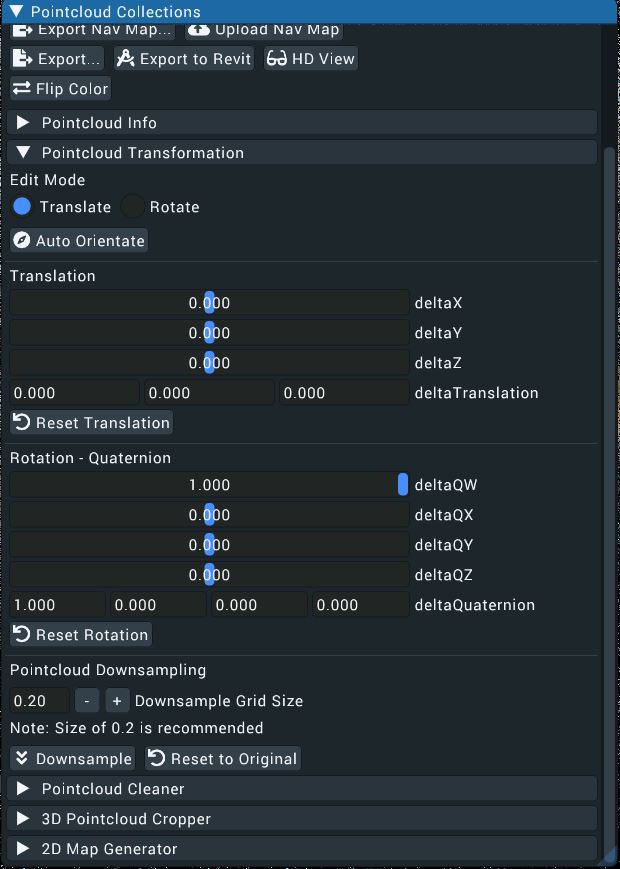 Pointcloud Collections
Export Nav Map... Upload Nav Map
Export... Export to Revit HD View
Flip Color
Pointcloud Info
Pointcloud Transformation
Edit Mode
Translate Rotate
Auto Orientate
Translation
0.000 deltaX
0.000 deltaY
0.000 deltaZ
0.000 0.000 0.000 deltaTranslation
Reset Translation
Rotation - Quaternion
1.000 deltaQW
0.000 deltaQX
0.000 deltaQY
0.000 deltaQZ
1.000 0.000 0.000 0.000 deltaQuaternion
Reset Rotation
Pointcloud Downsampling
0.20 - + Downsample Grid Size
Note: Size of 0.2 is recommended
Downsample Reset to Original
Pointcloud Cleaner
3D Pointcloud Cropper
2D Map Generator